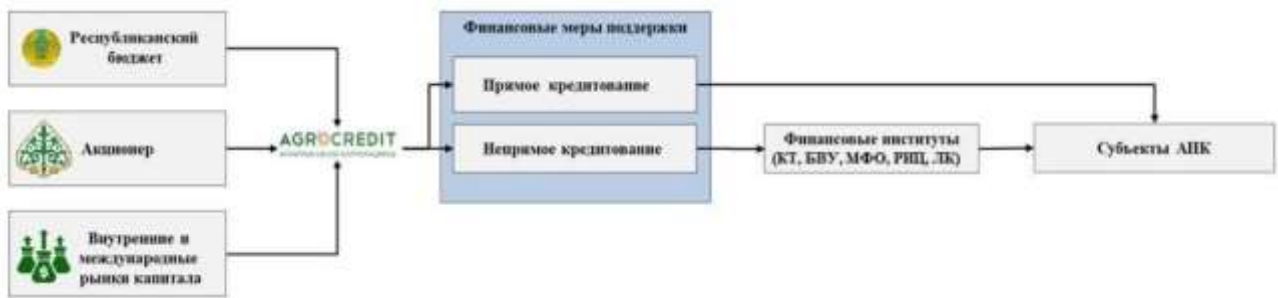 Республиканский
бюджет
Акционер
Внутренние и
международные
рынки капитала
AGROCREDIT
Финансовые меры поддержки
Прямое кредитование
Непрямое кредитование
Финансовые институты
(КТ, БВУ, МФО, РИЦ, ЛК)
Субъекты АПК